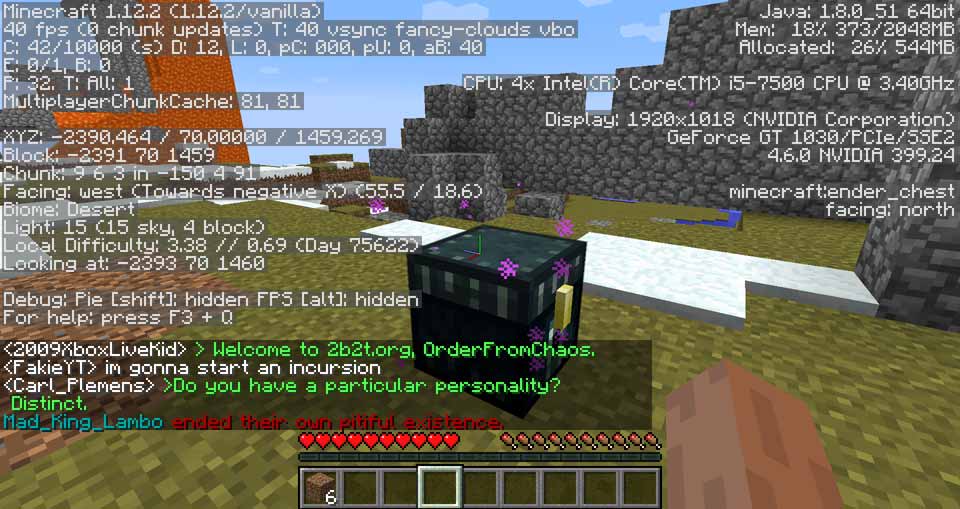 Minecraft 1.12.2 (1.12.2/vanilla)
40 fps (0 chunk updates) T: 40 vsync fancy-clouds vbo
C: 42/10000 (s) D: 12, L: 0, pC: 000, pU: 0, aB: 40
E: 0/1, B: 0
P: 32, T: All: 1
MultiplayerChunkCache: 81, 81
XYZ: -2390.464 / 70.00000 / 1459.269
Block: -2391 70 1459
Chunk: 9 6 3 in -150 4 91
Facing: west (Towards negative X) (55.5 / 18.6)
Biome: Desert
Light: 15 (15 sky, 4 block)
Local Difficulty: 3.38 // 0.69 (Day 75622)
Looking at: -2393 70 1460
Debug: Pie [shift]: hidden FPS [alt]: hidden
For help: press F3 + Q
Java: 1.8.0_51 64bit
Mem: 18% 373/2048MB
Allocated: 26% 544MB
CPU: 4x Intel(R) Core(TM) i5-7500 CPU @ 3.40GHz
Display: 1920x1018 (NVIDIA Corporation)
GeForce GT 1030/PCIe/SSE2
4.6.0 NVIDIA 399.24
minecraft:ender_chest
facing: north
<2009XboxLiveKid> > Welcome to 2b2t.org, OrderFromChaos.
<FakieYT> im gonna start an incursion
<Carl_Plemens> >Do you have a particular personality?
Distinct.
Mad_King_Lambo ended their own pitiful existence.
6